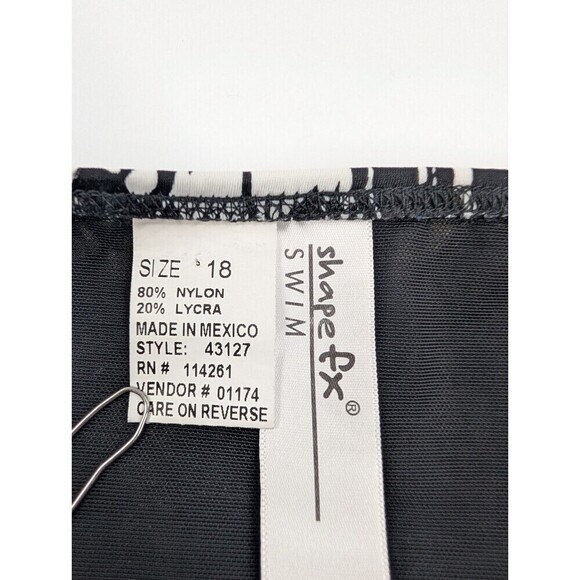 SIZE 18
80% NYLON
20% LYCRA
MADE IN MEXICO
STYLE: 43127
RN# 114261
VENDOR # 01174
CARE ON REVERSE
shape fx®
SWIM